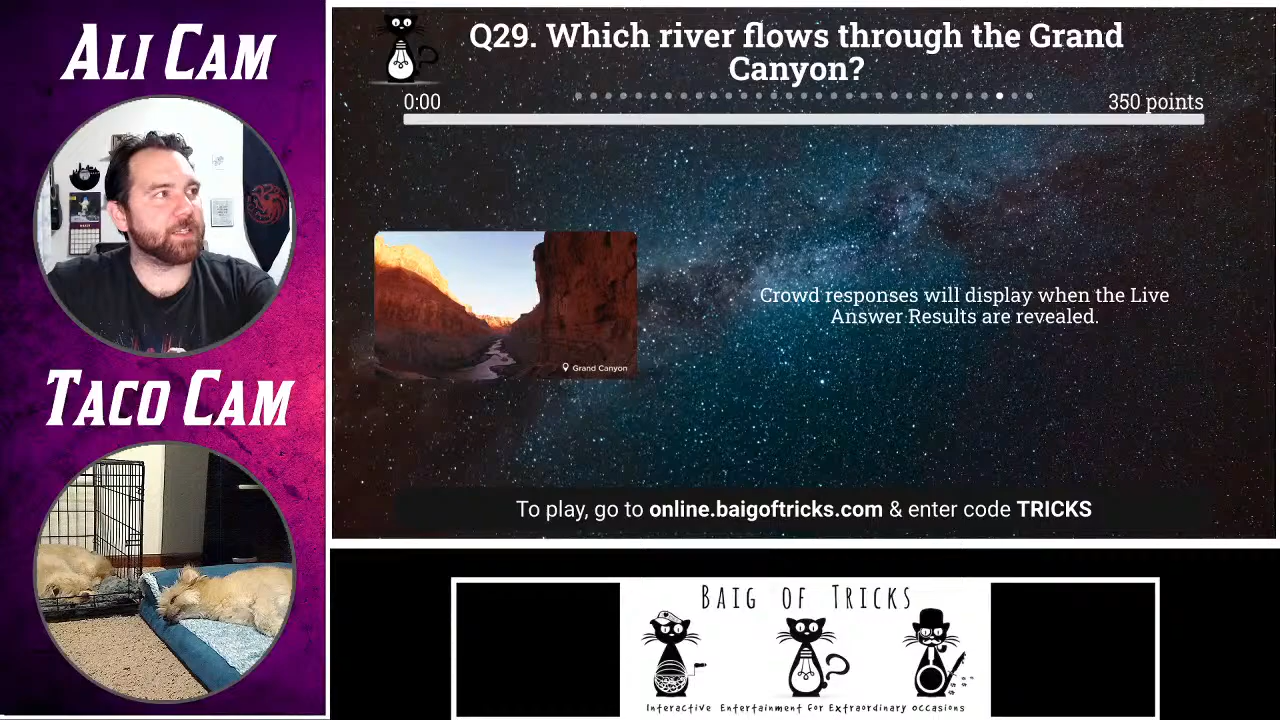 ALI CAM
TACO CAM
Q29. Which river flows through the Grand
Canyon?
0:00
350 points
Grand Canyon
Crowd responses will display when the Live
Answer Results are revealed.
To play, go to online.baigoftricks.com & enter code TRICKS
BAIG OF TRICKS
Interactive Entertainment for Extraordinary occasions